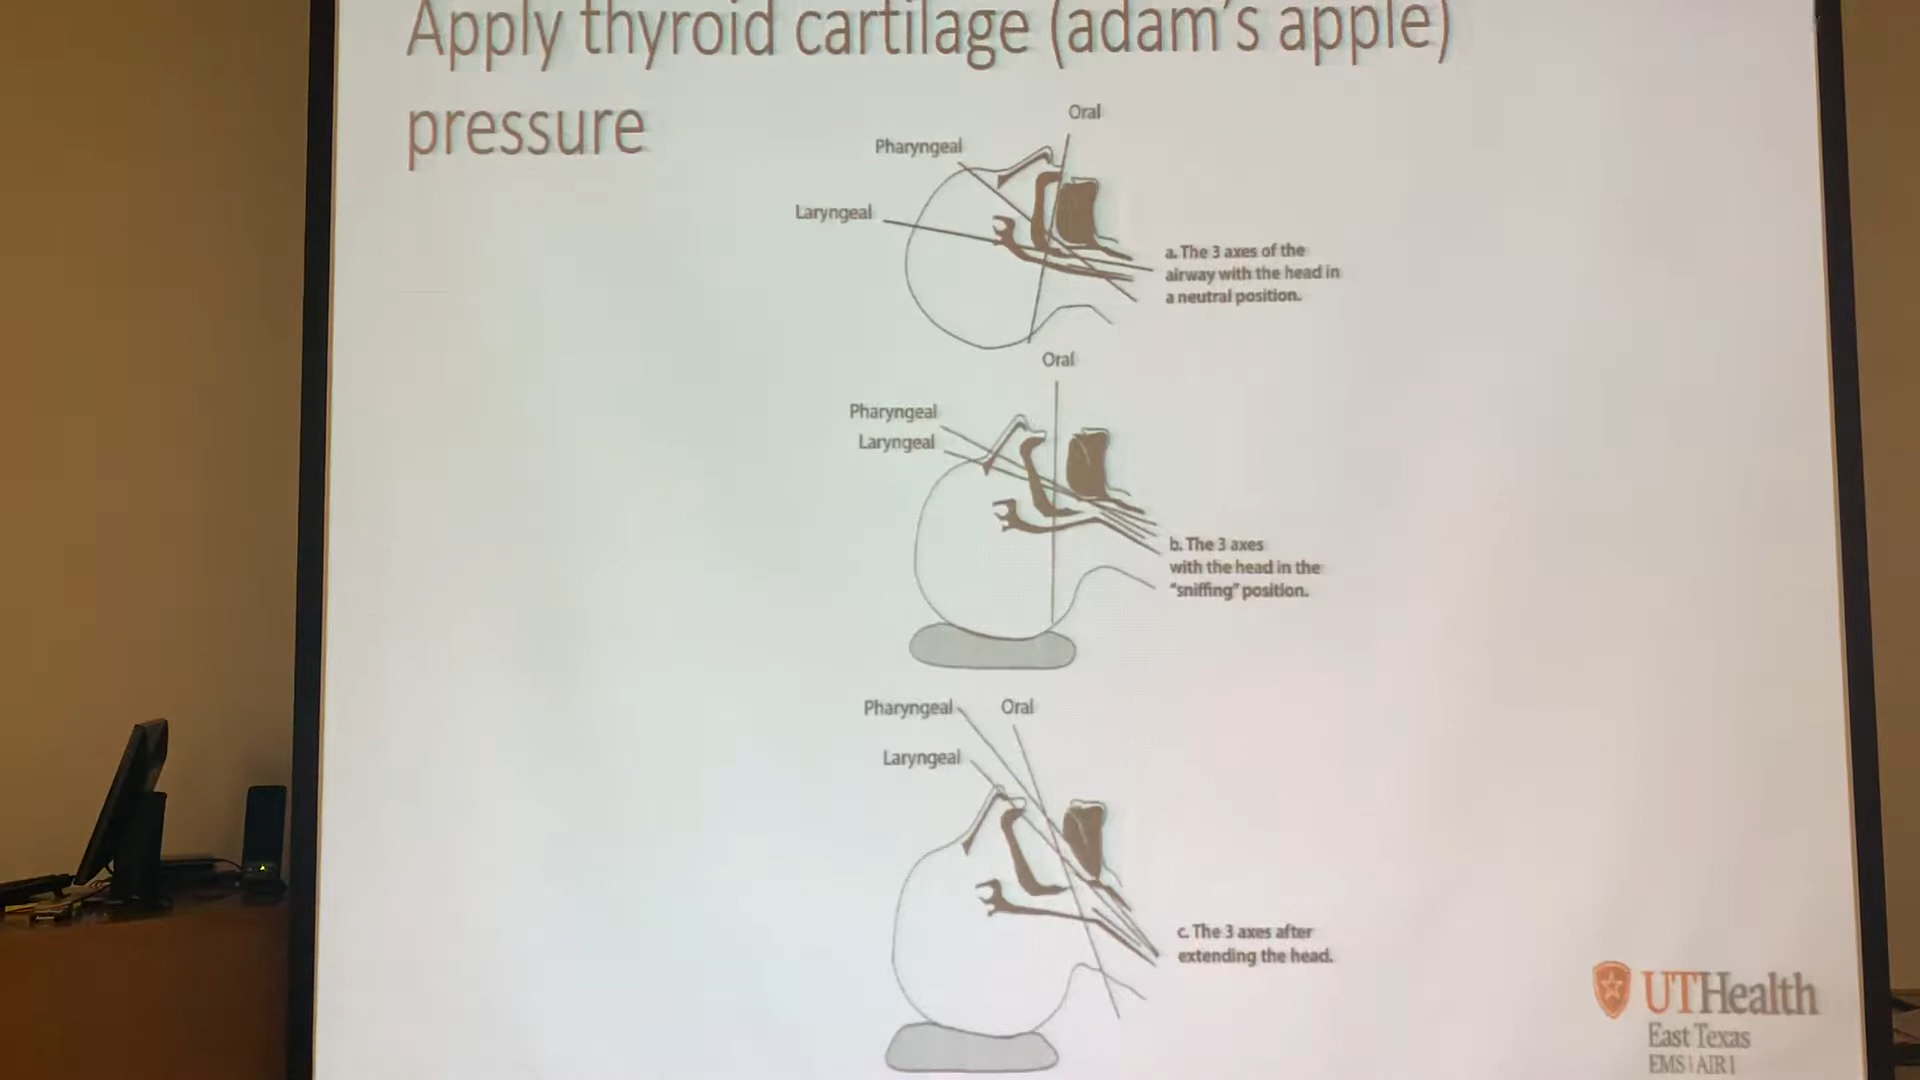 Apply thyroid cartilage (adam's apple)
pressure
Oral
Pharyngeal
Laryngeal
a. The 3 axes of the
airway with the head in
a neutral position.
Oral
Pharyngeal
Laryngeal
b. The 3 axes
with the head in the
"sniffing" position.
Pharyngeal
Oral
Laryngeal
c. The 3 axes after
extending the head.
UTHealth
East Texas
EMS | AIR 1